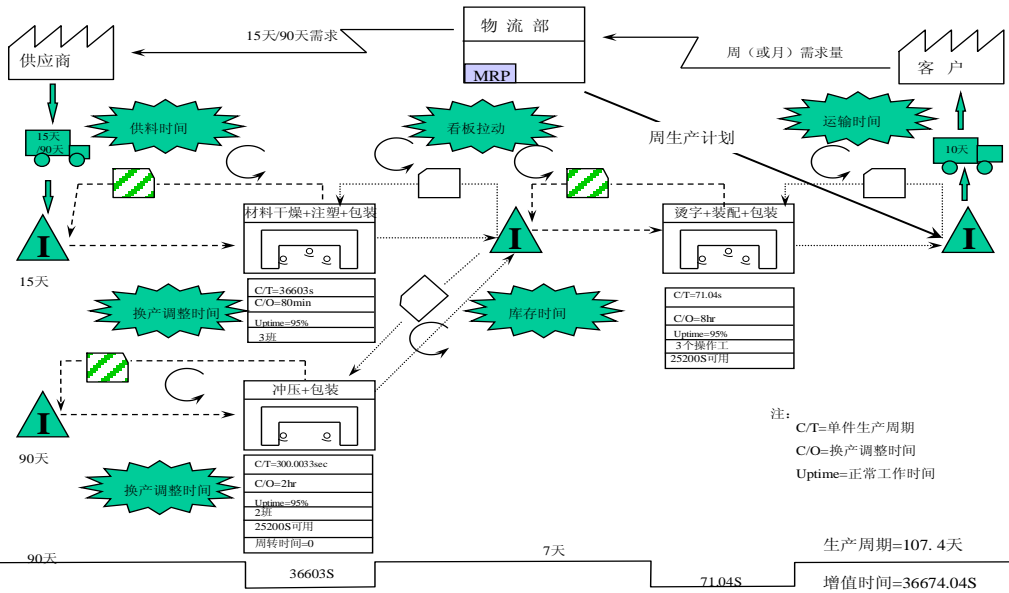 15天/90天需求
物 流 部
MRP
周（或月）需求量
供应商
客 户
供料时间
看板拉动
运输时间
15天
/90天
周生产计划
10天
材料干燥+注塑+包装
烫字+装配+包装
I
I
I
15天
C/T=36603s
C/O=80min
Uptime=95%
3班
换产调整时间
库存时间
C/T=71.04s
C/O=8hr
Uptime=95%
3个操作工
25200S可用
冲压+包装
I
90天
注：
C/T=单件生产周期
C/O=换产调整时间
Uptime=正常工作时间
换产调整时间
C/T=300.0033sec
C/O=2hr
Uptime=95%
2班
25200S可用
周转时间=0
90天
7天
生产周期=107. 4天
36603S
71.04S
增值时间=36674.04S